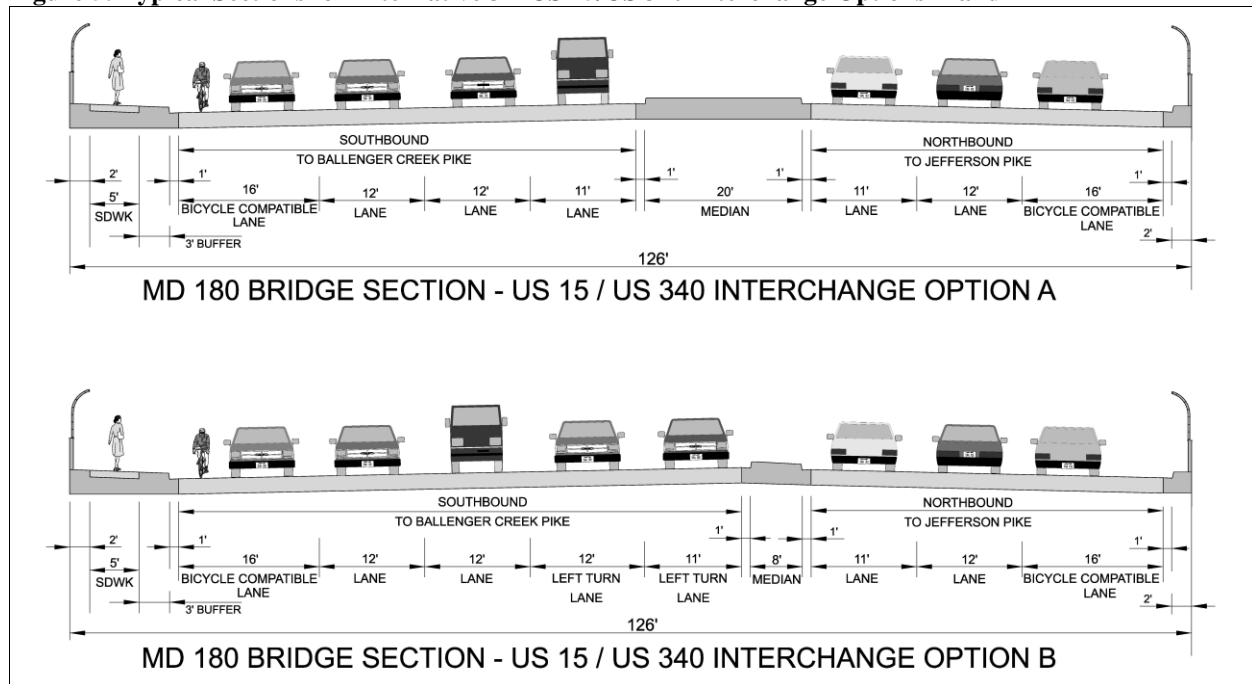 SOUTHBOUND
TO BALLENGER CREEK PIKE
NORTHBOUND
TO JEFFERSON PIKE
2' 1' 1' 1' 1'
5' 16' 12' 12' 11' 20' 11' 12' 16'
SDWK BICYCLE COMPATIBLE LANE LANE LANE LANE MEDIAN LANE LANE BICYCLE COMPATIBLE LANE
3' BUFFER 2'
126'
MD 180 BRIDGE SECTION - US 15 / US 340 INTERCHANGE OPTION A
SOUTHBOUND
TO BALLENGER CREEK PIKE
NORTHBOUND
TO JEFFERSON PIKE
2' 1' 1' 1' 1'
5' 16' 12' 12' 12' 11' 8' 11' 12' 16'
SDWK BICYCLE COMPATIBLE LANE LANE LANE LEFT TURN LANE LEFT TURN LANE MEDIAN LANE LANE BICYCLE COMPATIBLE LANE
3' BUFFER 2'
126'
MD 180 BRIDGE SECTION - US 15 / US 340 INTERCHANGE OPTION B